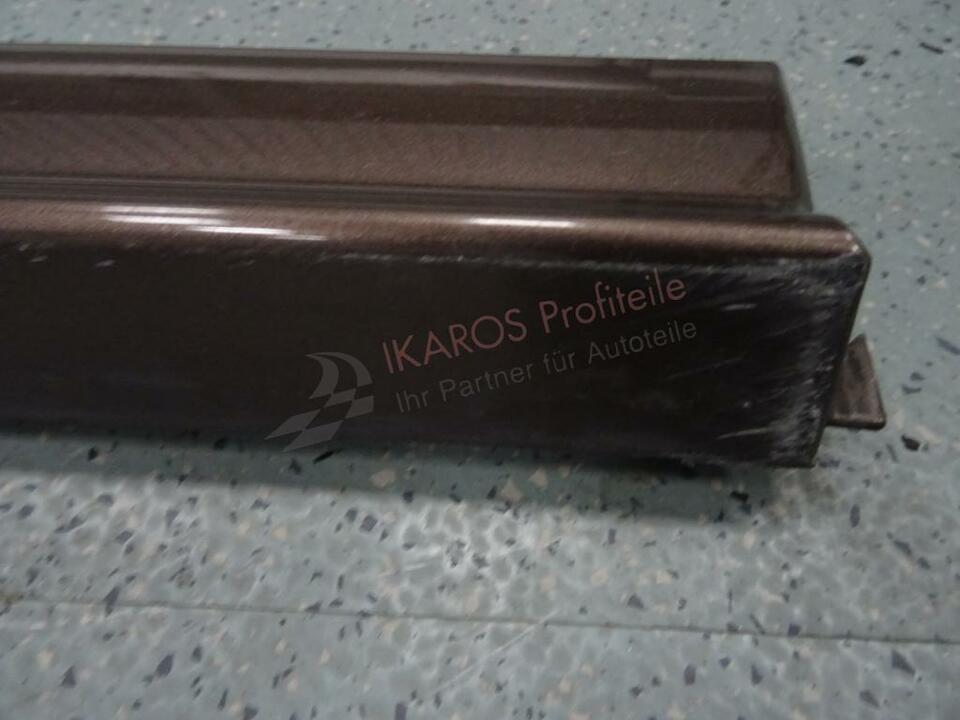 IKAROS Profiteile
Ihr Partner für Autoteile